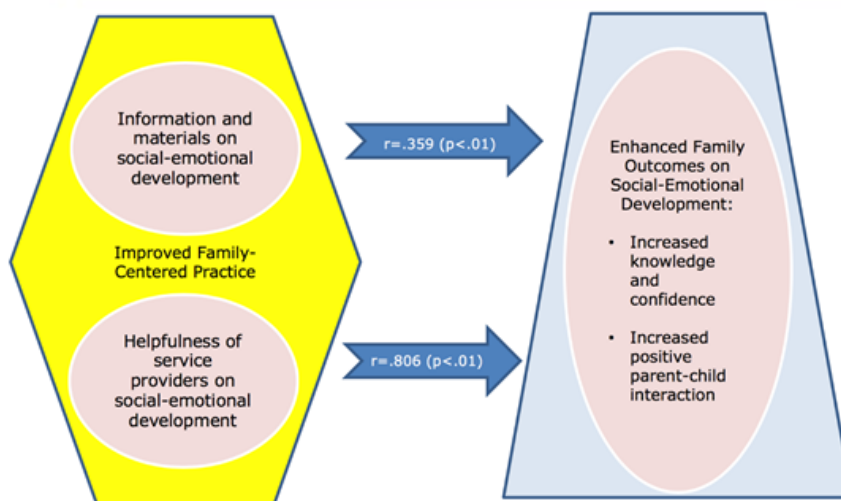 Information and
materials on
social-emotional
development
Improved Family-
Centered Practice
Helpfulness of
service
providers on
social-emotional
development
r=.359 (p<.01)
r=.806 (p<.01)
Enhanced Family
Outcomes on
Social-Emotional
Development:
• Increased
knowledge
and
confidence
• Increased
positive
parent-child
interaction